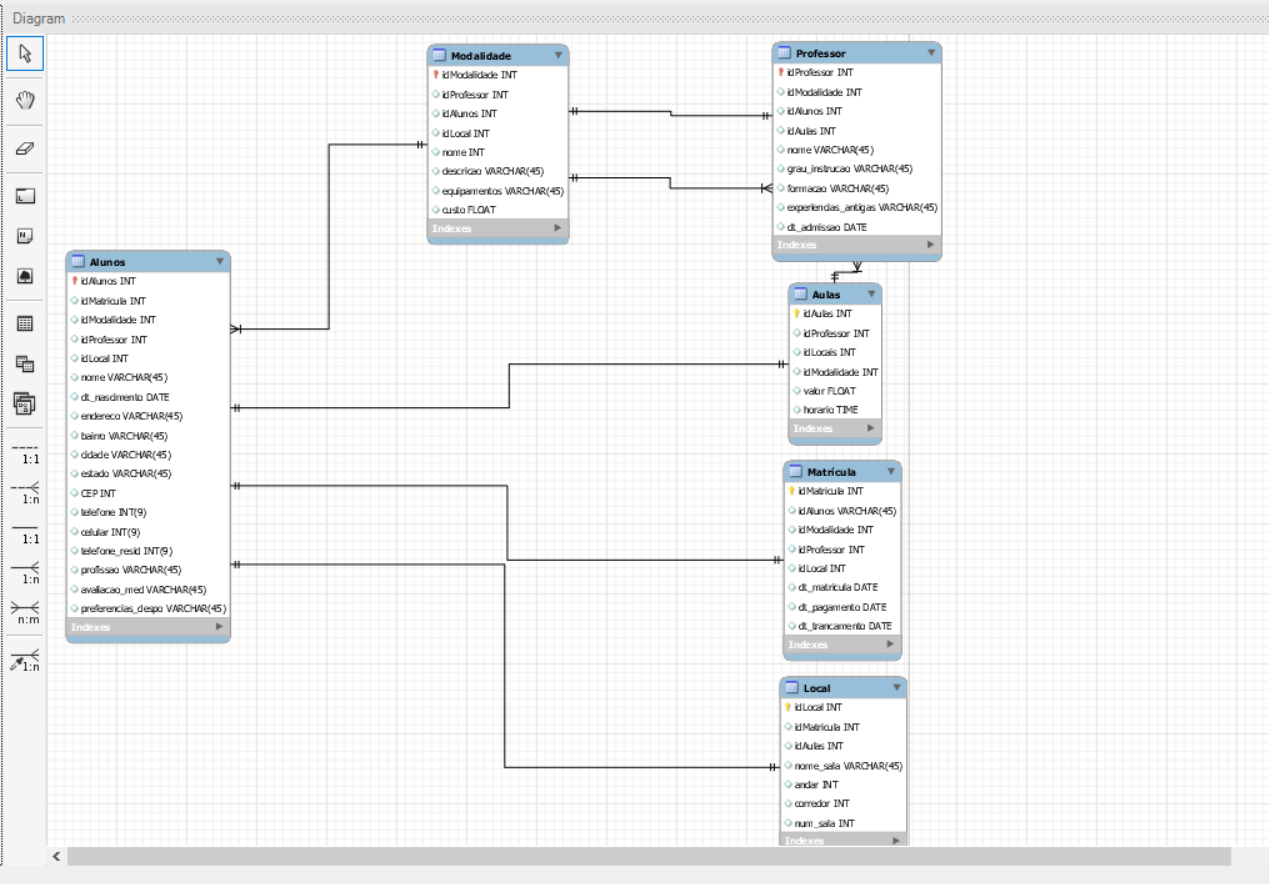 Diagram
Modalidade
idModalidade INT
idProfessor INT
idAlunos INT
idLocal INT
nome INT
descricao VARCHAR(45)
equipamentos VARCHAR(45)
custo FLOAT
Indexes
Professor
idProfessor INT
idModalidade INT
idAlunos INT
idAulas INT
nome VARCHAR(45)
grau_instrucao VARCHAR(45)
formacao VARCHAR(45)
experiencias_antigas VARCHAR(45)
dt_admissao DATE
Indexes
Alunos
idAlunos INT
idMatricula INT
idModalidade INT
idProfessor INT
idLocal INT
nome VARCHAR(45)
dt_nascimento DATE
endereco VARCHAR(45)
bairro VARCHAR(45)
cidade VARCHAR(45)
estado VARCHAR(45)
CEP INT
telefone INT(9)
celular INT(9)
telefone_resid INT(9)
profissao VARCHAR(45)
avaliacao_med VARCHAR(45)
preferencias_despo VARCHAR(45)
Indexes
Aulas
idAulas INT
idProfessor INT
idLocais INT
idModalidade INT
valor FLOAT
horario TIME
Indexes
Matrícula
idMatricula INT
idAlunos VARCHAR(45)
idModalidade INT
idProfessor INT
idLocal INT
dt_matricula DATE
dt_pagamento DATE
dt_trancamento DATE
Indexes
Local
idLocal INT
idMatricula INT
idAulas INT
nome_sala VARCHAR(45)
andar INT
corredor INT
num_sala INT
Indexes
1:1
1:n
1:1
1:n
n:m
1:n